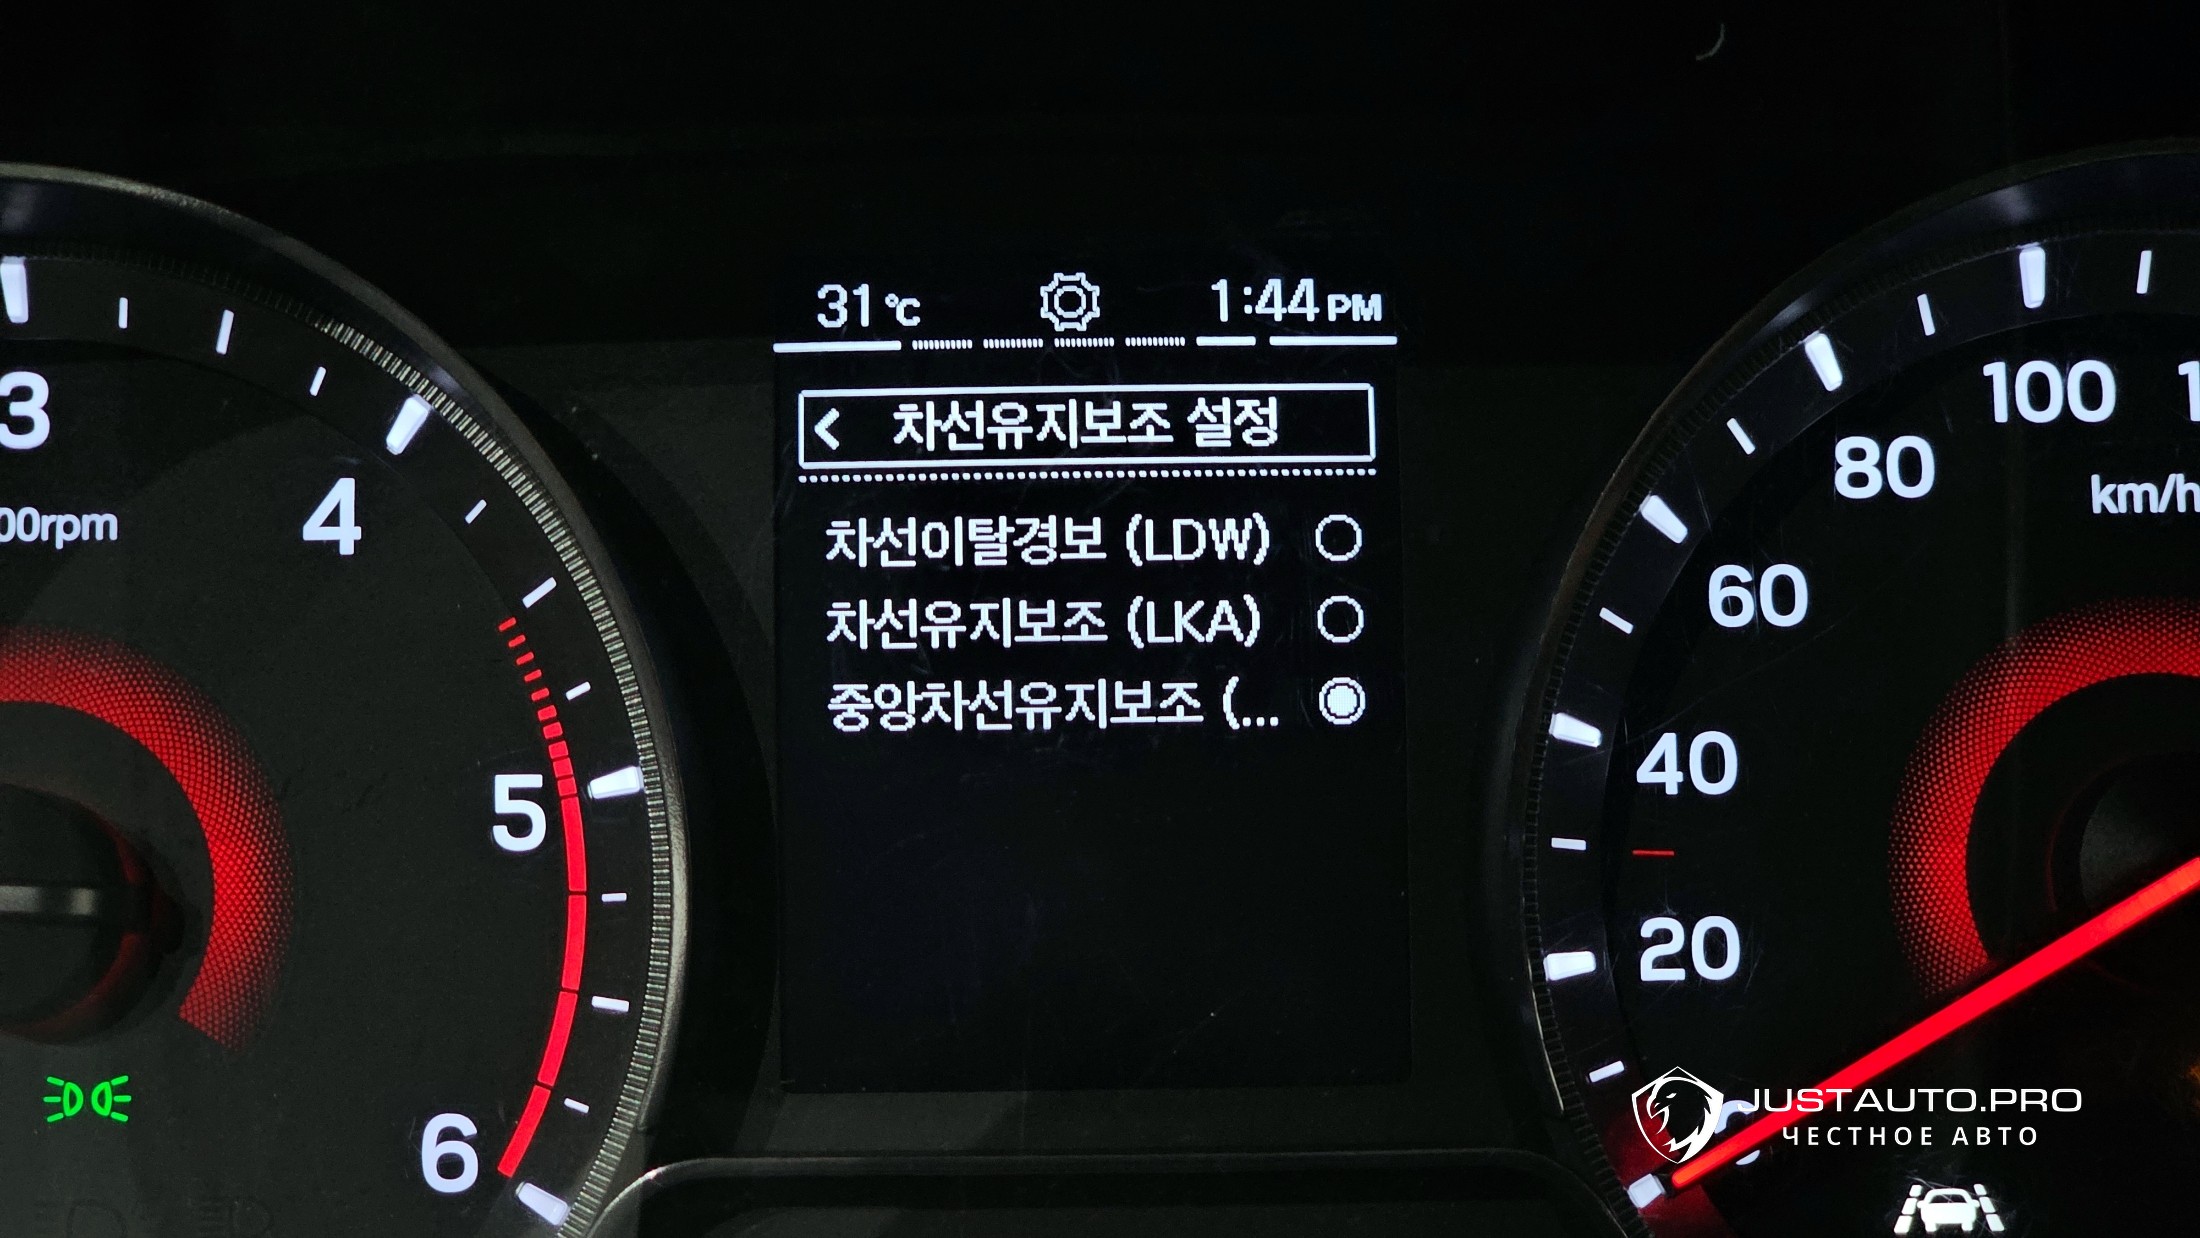 31℃ 1:44 PM
차선유지보조 설정
차선이탈경보 (LDW)
차선유지보조 (LKA)
중앙차선유지보조 (...
3
4
5
6
00rpm
100
80
60
40
20
km/h
JUSTAUTO.PRO
ЧЕСТНОЕ АВТО